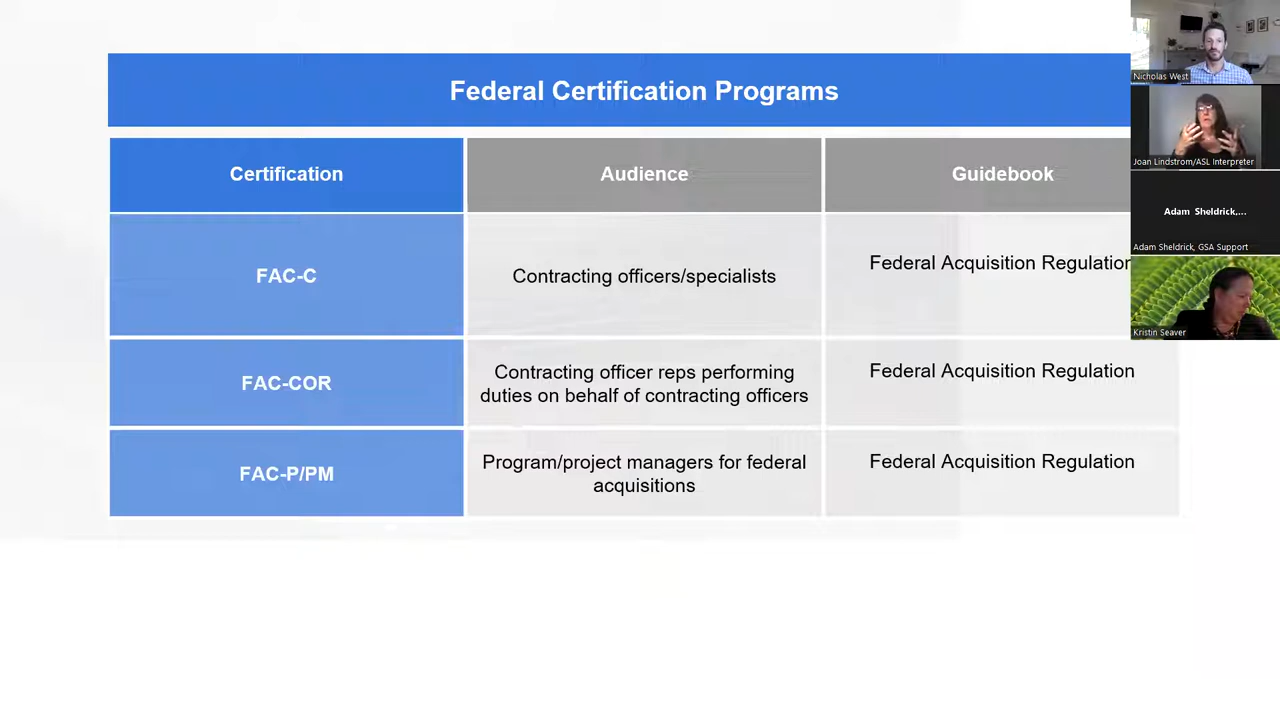 Federal Certification Programs
Certification
Audience
Guidebook
FAC-C
Contracting officers/specialists
Federal Acquisition Regulation
FAC-COR
Contracting officer reps performing
duties on behalf of contracting officers
Federal Acquisition Regulation
FAC-P/PM
Program/project managers for federal
acquisitions
Federal Acquisition Regulation
Nicholas West
Joan Lindstrom/ASL Interpreter
Adam Sheldrick,...
Adam Sheldrick, GSA Support
Kristin Seaver